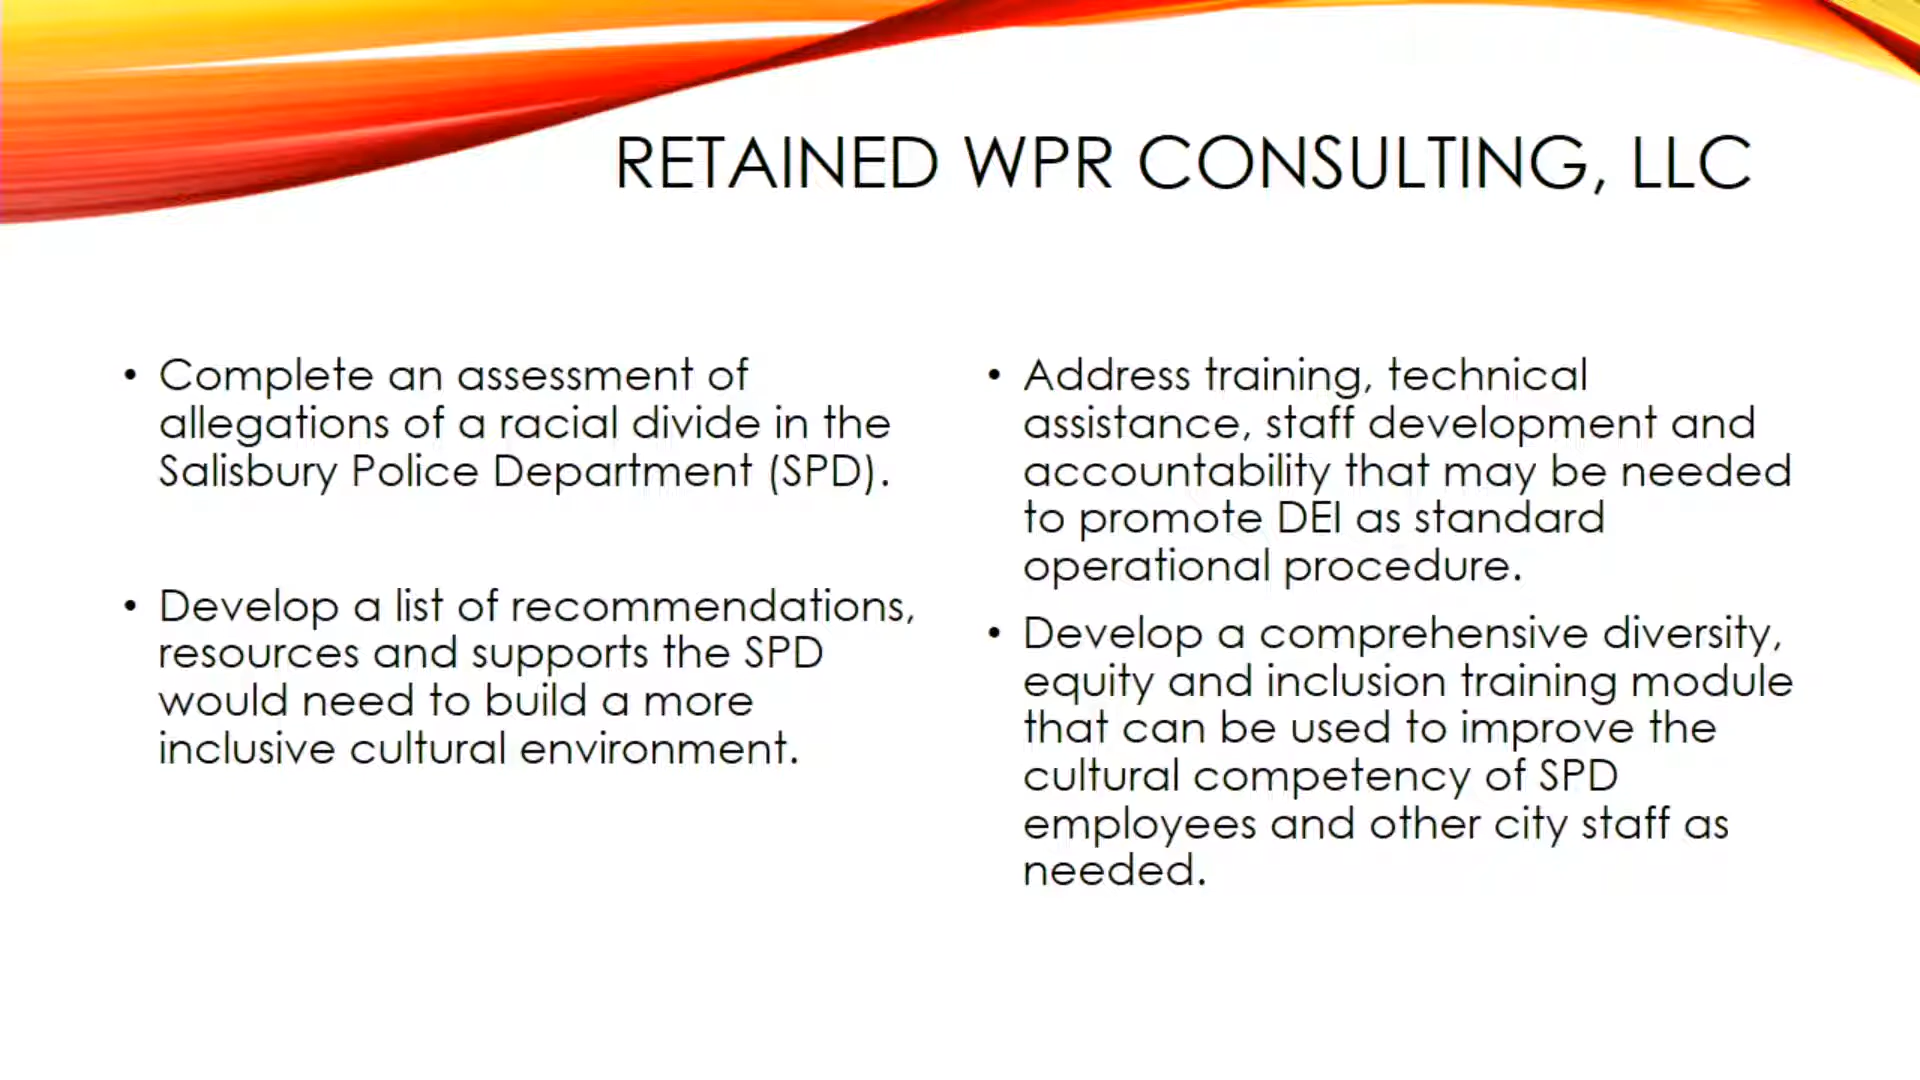 RETAINED WPR CONSULTING, LLC
• Complete an assessment of
allegations of a racial divide in the
Salisbury Police Department (SPD).
• Develop a list of recommendations,
resources and supports the SPD
would need to build a more
inclusive cultural environment.
• Address training, technical
assistance, staff development and
accountability that may be needed
to promote DEI as standard
operational procedure.
• Develop a comprehensive diversity,
equity and inclusion training module
that can be used to improve the
cultural competency of SPD
employees and other city staff as
needed.